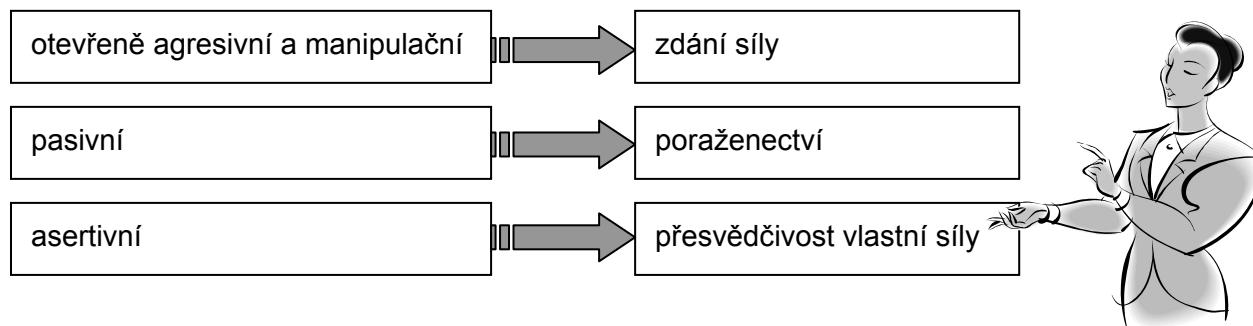 otevřeně agresivní a manipulační
zdání síly
pasivní
poraženectví
asertivní
přesvědčivost vlastní síly